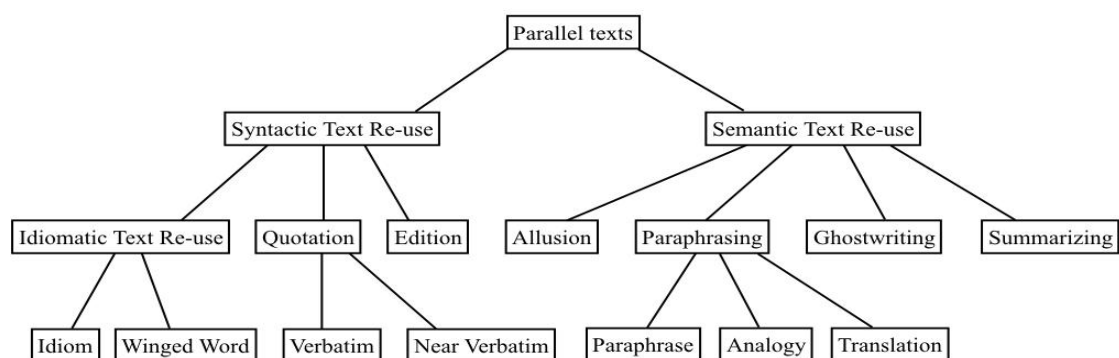 Parallel texts
Syntactic Text Re-use
Semantic Text Re-use
Idiomatic Text Re-use
Quotation
Edition
Allusion
Paraphrasing
Ghostwriting
Summarizing
Idiom
Winged Word
Verbatim
Near Verbatim
Paraphrase
Analogy
Translation